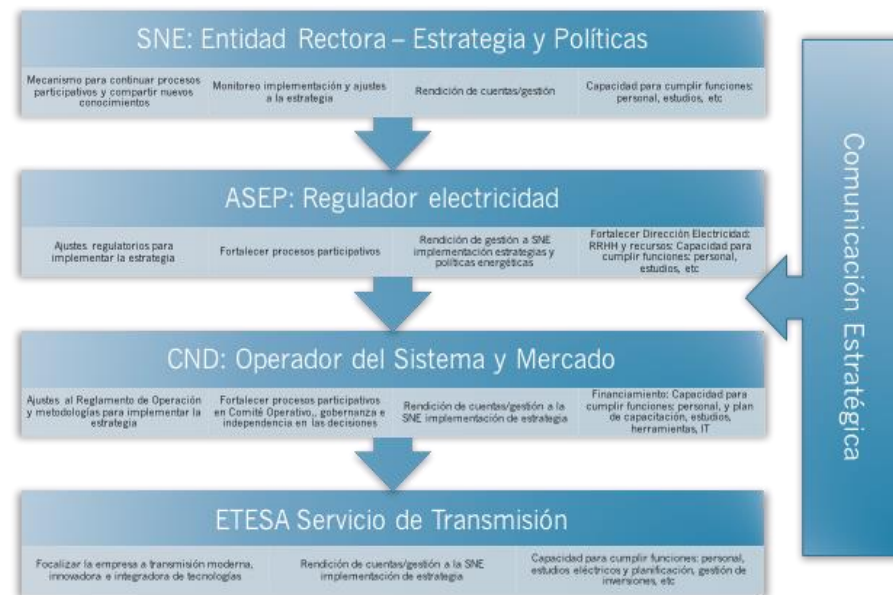 SNE: Entidad Rectora – Estrategia y Políticas
Mecanismo para continuar procesos
participativos y compartir nuevos
conocimientos
Monitoreo implementación y ajustes
a la estrategia
Rendición de cuentas/gestión
Capacidad para cumplir funciones:
personal, estudios, etc
ASEP: Regulador electricidad
Ajustes regulatorios para
implementar la estrategia
Fortalecer procesos participativos
Rendición de gestión a SNE
implementación estrategias y
políticas energéticas
Fortalecer Dirección Electricidad:
RRHH y recursos: Capacidad para
cumplir funciones: personal,
estudios, etc
CND: Operador del Sistema y Mercado
Ajustes al Reglamento de Operación
y metodologías para implementar la
estrategia
Fortalecer procesos participativos
en Comité Operativo,, gobernanza e
independencia en las decisiones
Rendición de cuentas/gestión a la
SNE implementación de estrategia
Financiamiento: Capacidad para
cumplir funciones: personal, y plan
de capacitación, estudios,
herramientas, IT
ETESA Servicio de Transmisión
Focalizar la empresa a transmisión moderna,
innovadora e integradora de tecnologías
Rendición de cuentas/gestión a la SNE
implementación de estrategia
Capacidad para cumplir funciones: personal,
estudios eléctricos y planificación, gestión de
inversiones, etc
Comunicación Estratégica